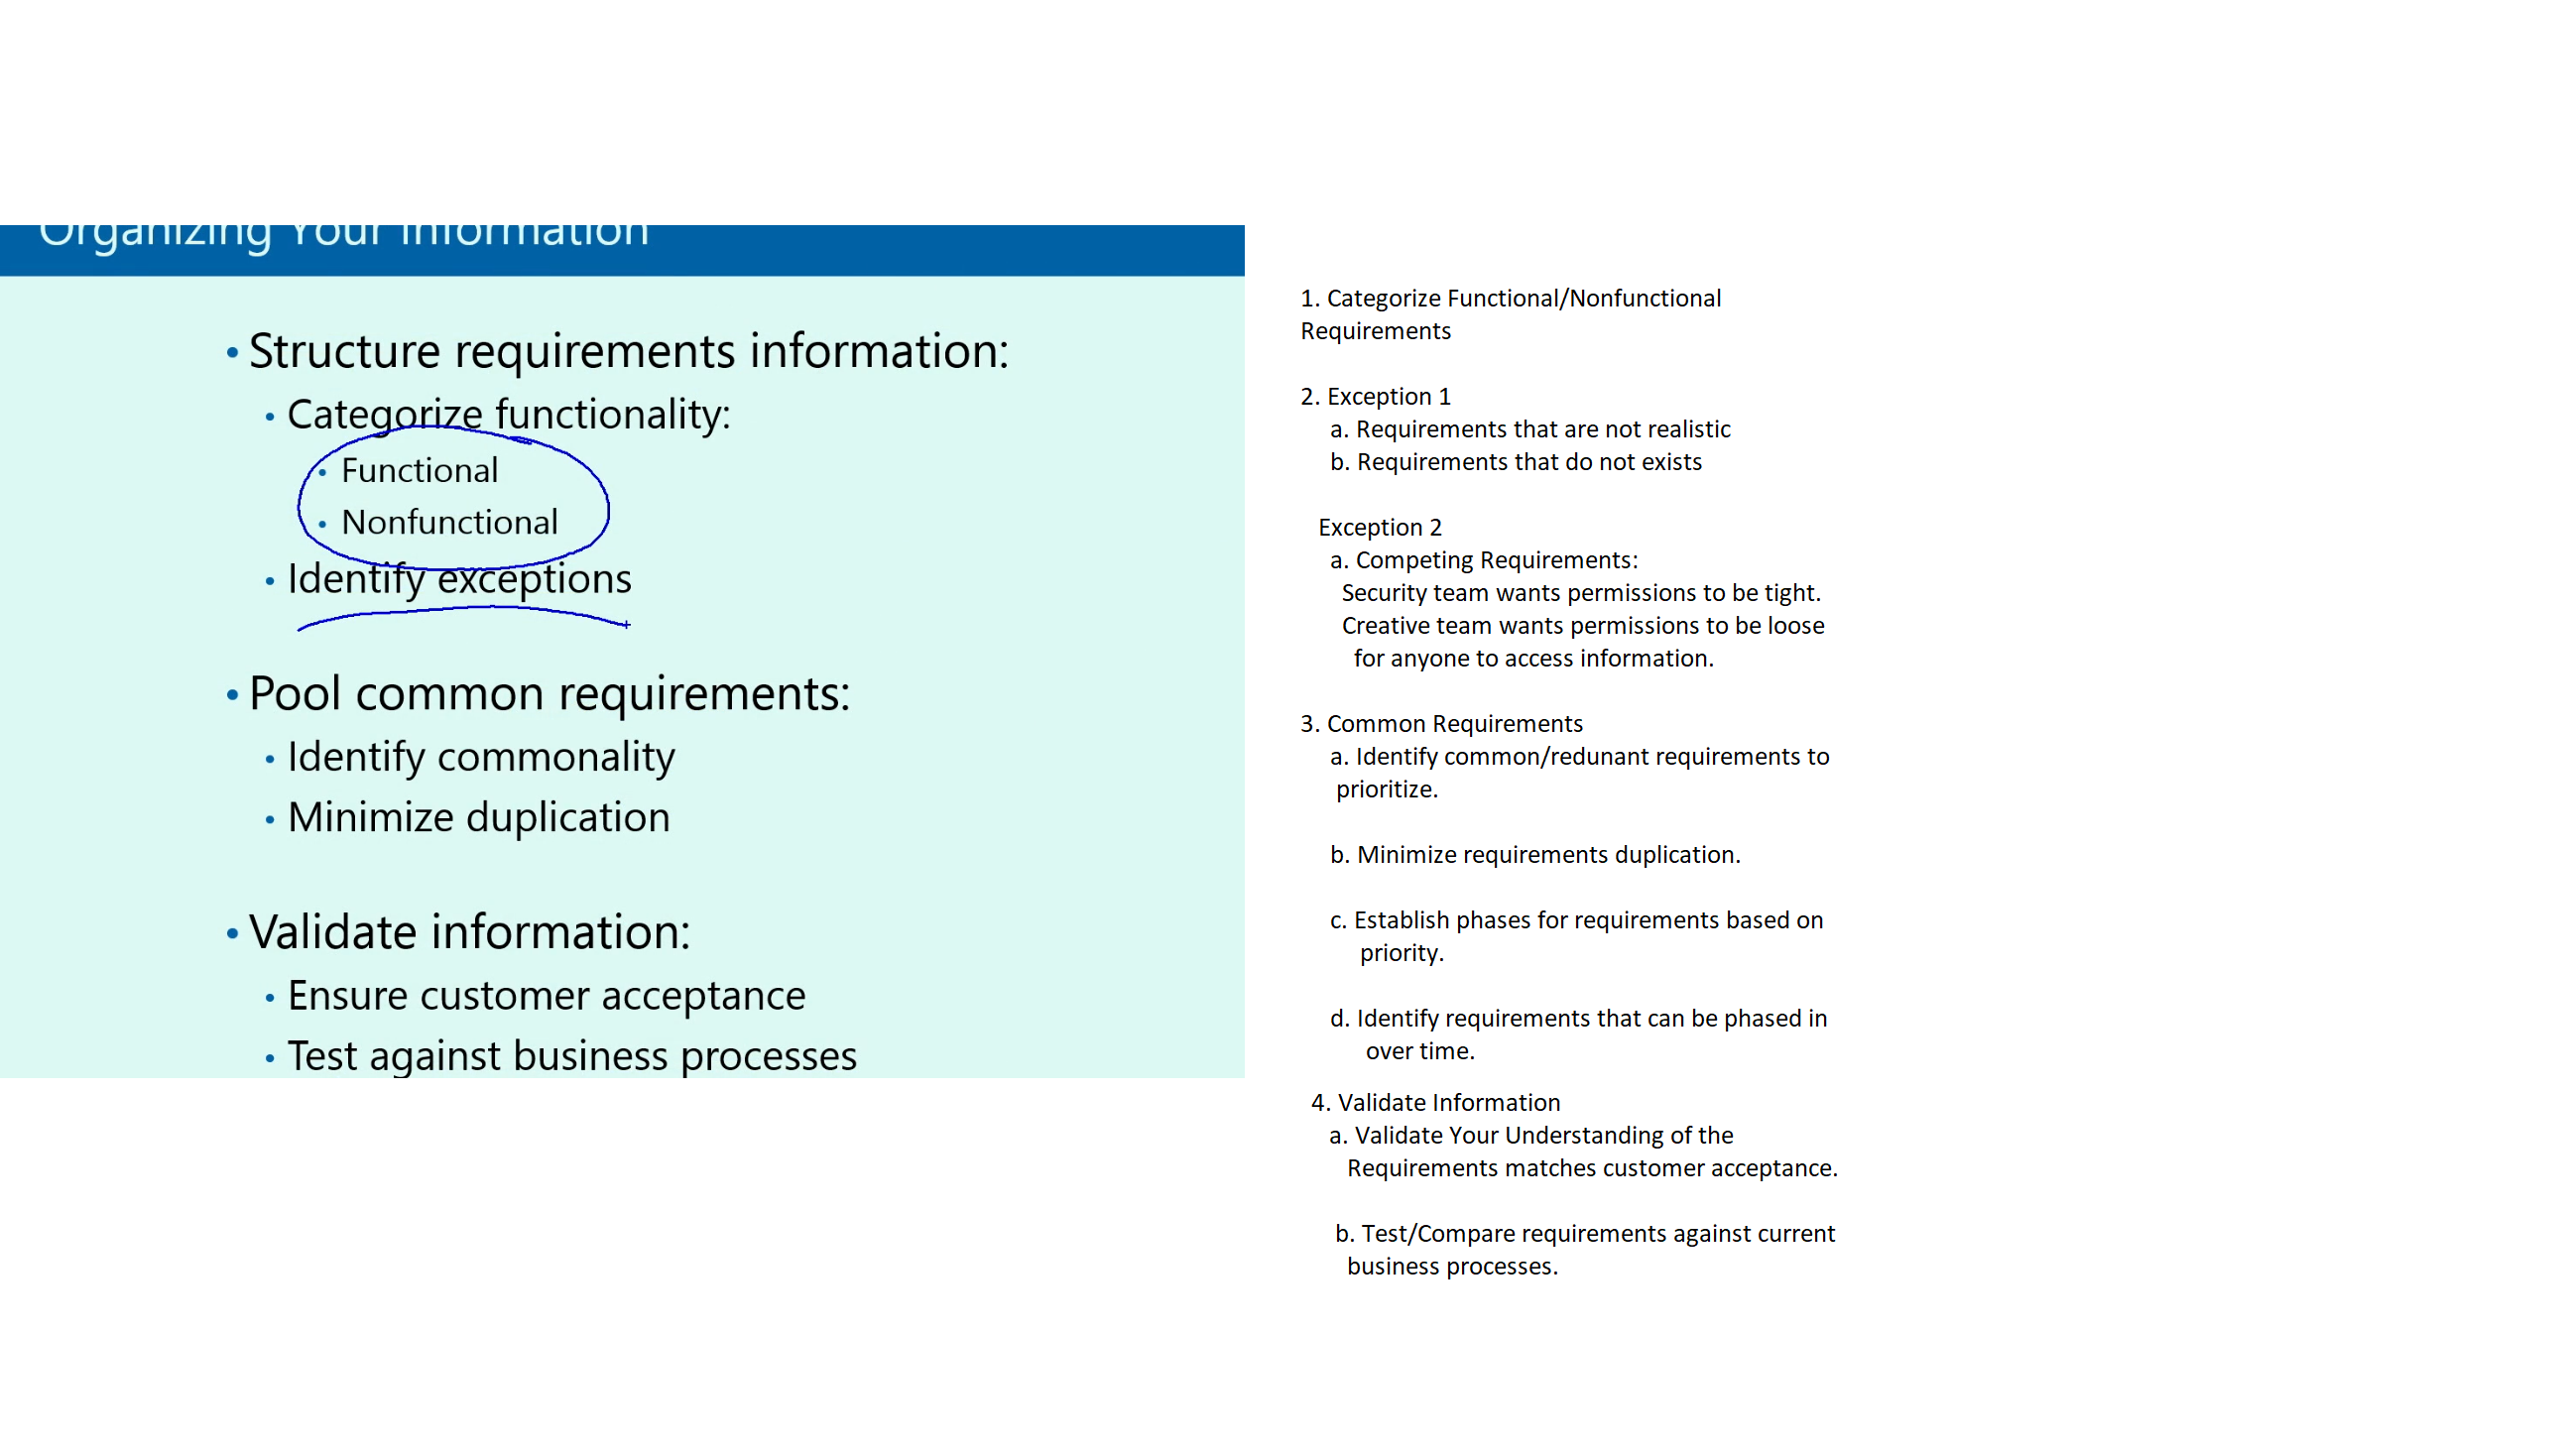 Organizing Your Information
• Structure requirements information:
• Categorize functionality:
• Functional
• Nonfunctional
• Identify exceptions
• Pool common requirements:
• Identify commonality
• Minimize duplication
• Validate information:
• Ensure customer acceptance
• Test against business processes
1. Categorize Functional/Nonfunctional
Requirements
2. Exception 1
a. Requirements that are not realistic
b. Requirements that do not exists
Exception 2
a. Competing Requirements:
Security team wants permissions to be tight.
Creative team wants permissions to be loose
for anyone to access information.
3. Common Requirements
a. Identify common/redunant requirements to
prioritize.
b. Minimize requirements duplication.
c. Establish phases for requirements based on
priority.
d. Identify requirements that can be phased in
over time.
4. Validate Information
a. Validate Your Understanding of the
Requirements matches customer acceptance.
b. Test/Compare requirements against current
business processes.